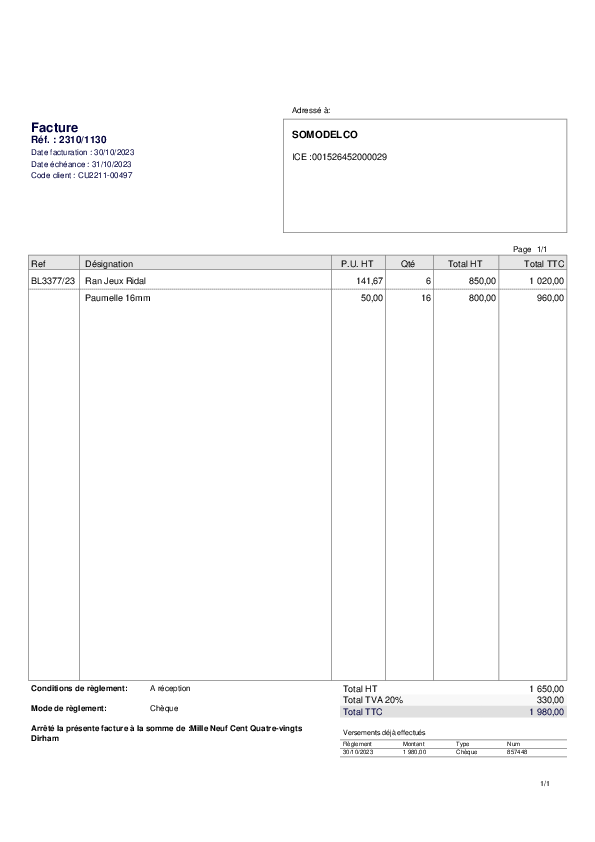 Adressé à:
Facture
Réf. : 2310/1130
Date facturation : 30/10/2023
Date échéance : 31/10/2023
Code client : CU2211-00497
SOMODELCO
ICE :001526452000029
Page 1/1
Ref Désignation P.U. HT Qté Total HT Total TTC
BL3377/23 Ran Jeux Ridal 141,67 6 850,00 1 020,00
Paumelle 16mm 50,00 16 800,00 960,00
Conditions de règlement: A réception
Mode de règlement: Chèque
Arrêté la présente facture à la somme de :Mille Neuf Cent Quatre-vingts
Dirham
Total HT 1 650,00
Total TVA 20% 330,00
Total TTC 1 980,00
Versements déjà effectués
Règlement Montant Type Num
30/10/2023 1 980,00 Chèque 857448
1/1